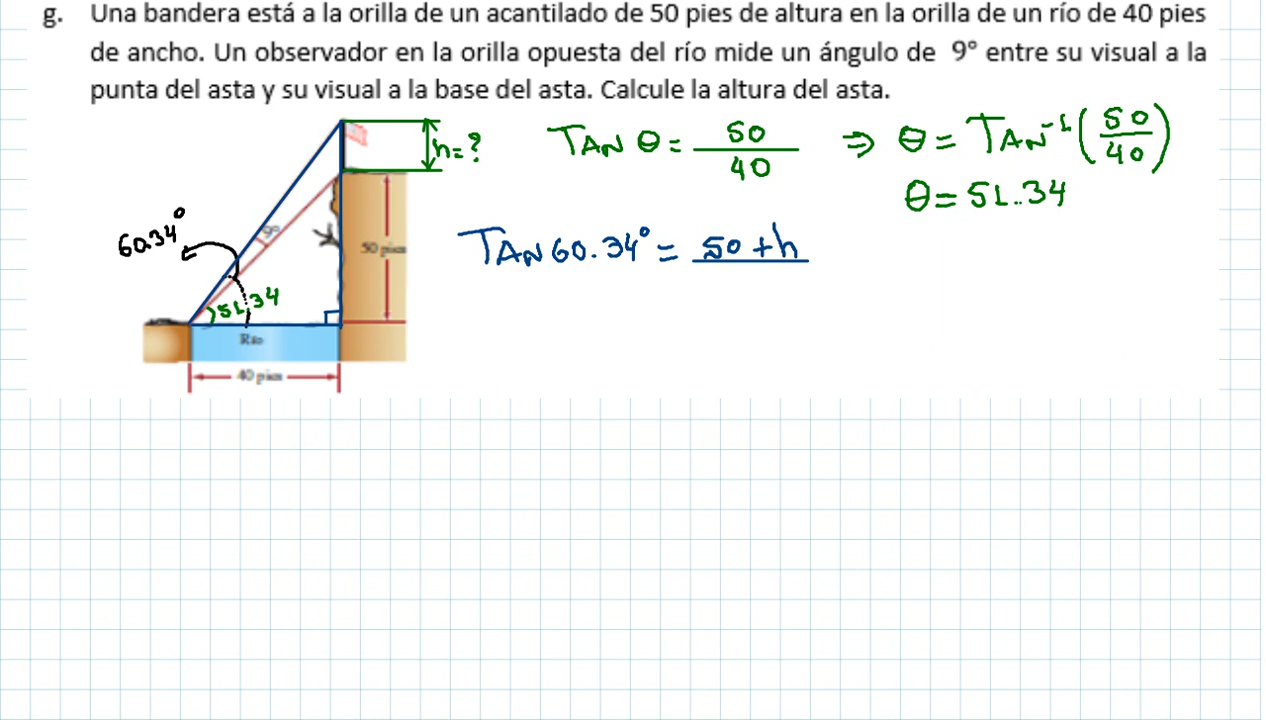 g. Una bandera está a la orilla de un acantilado de 50 pies de altura en la orilla de un río de 40 pies
de ancho. Un observador en la orilla opuesta del río mide un ángulo de 9° entre su visual a la
punta del asta y su visual a la base del asta. Calcule la altura del asta.
h=?
TAN θ = 50/40 ⇒ θ = TAN⁻¹(50/40)
θ = 51..34
60.34°
9°
50 pies
TAN 60.34° = 50 + h
51.34
Río
40 pies